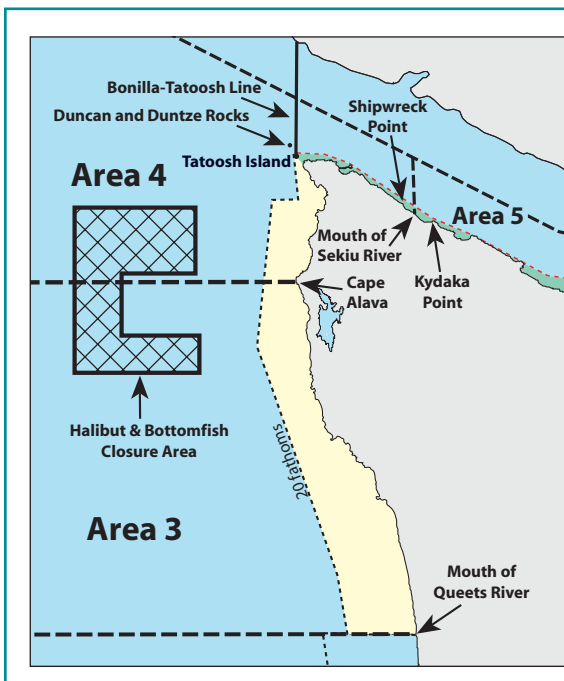 Bonilla-Tatoosh Line
Duncan and Duntze Rocks
Shipwreck
Point
Tatoosh Island
Area 4
Area 5
Mouth of
Sekiu River
Cape
Alava
Kydaka
Point
Halibut & Bottomfish
Closure Area
20 fathoms
Area 3
Mouth of
Queets River